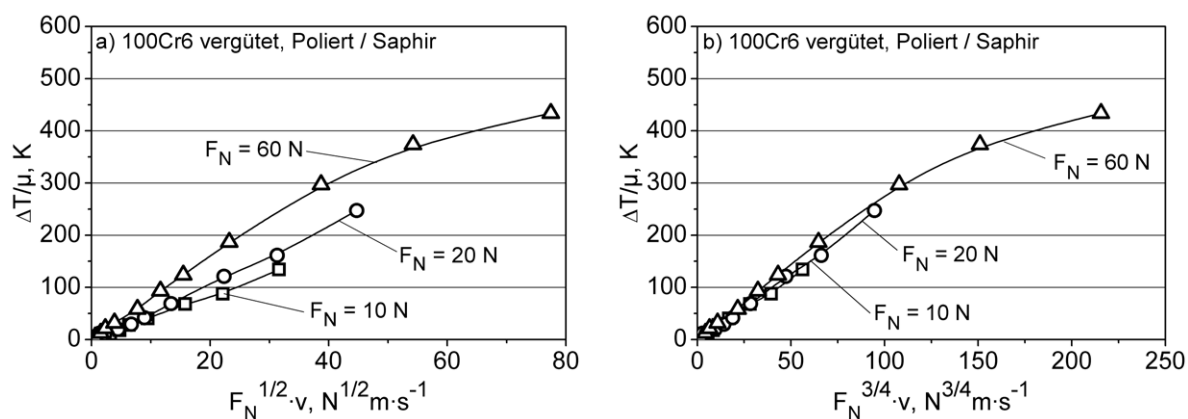 a) 100Cr6 vergütet, Poliert / Saphir
600
500
400
300
200
100
0
ΔT/μ, K
F_N = 60 N
F_N = 20 N
F_N = 10 N
0 20 40 60 80
F_N^1/2·v, N^1/2m·s^-1
b) 100Cr6 vergütet, Poliert / Saphir
600
500
400
300
200
100
0
ΔT/μ, K
F_N = 60 N
F_N = 20 N
F_N = 10 N
0 50 100 150 200 250
F_N^3/4·v, N^3/4m·s^-1